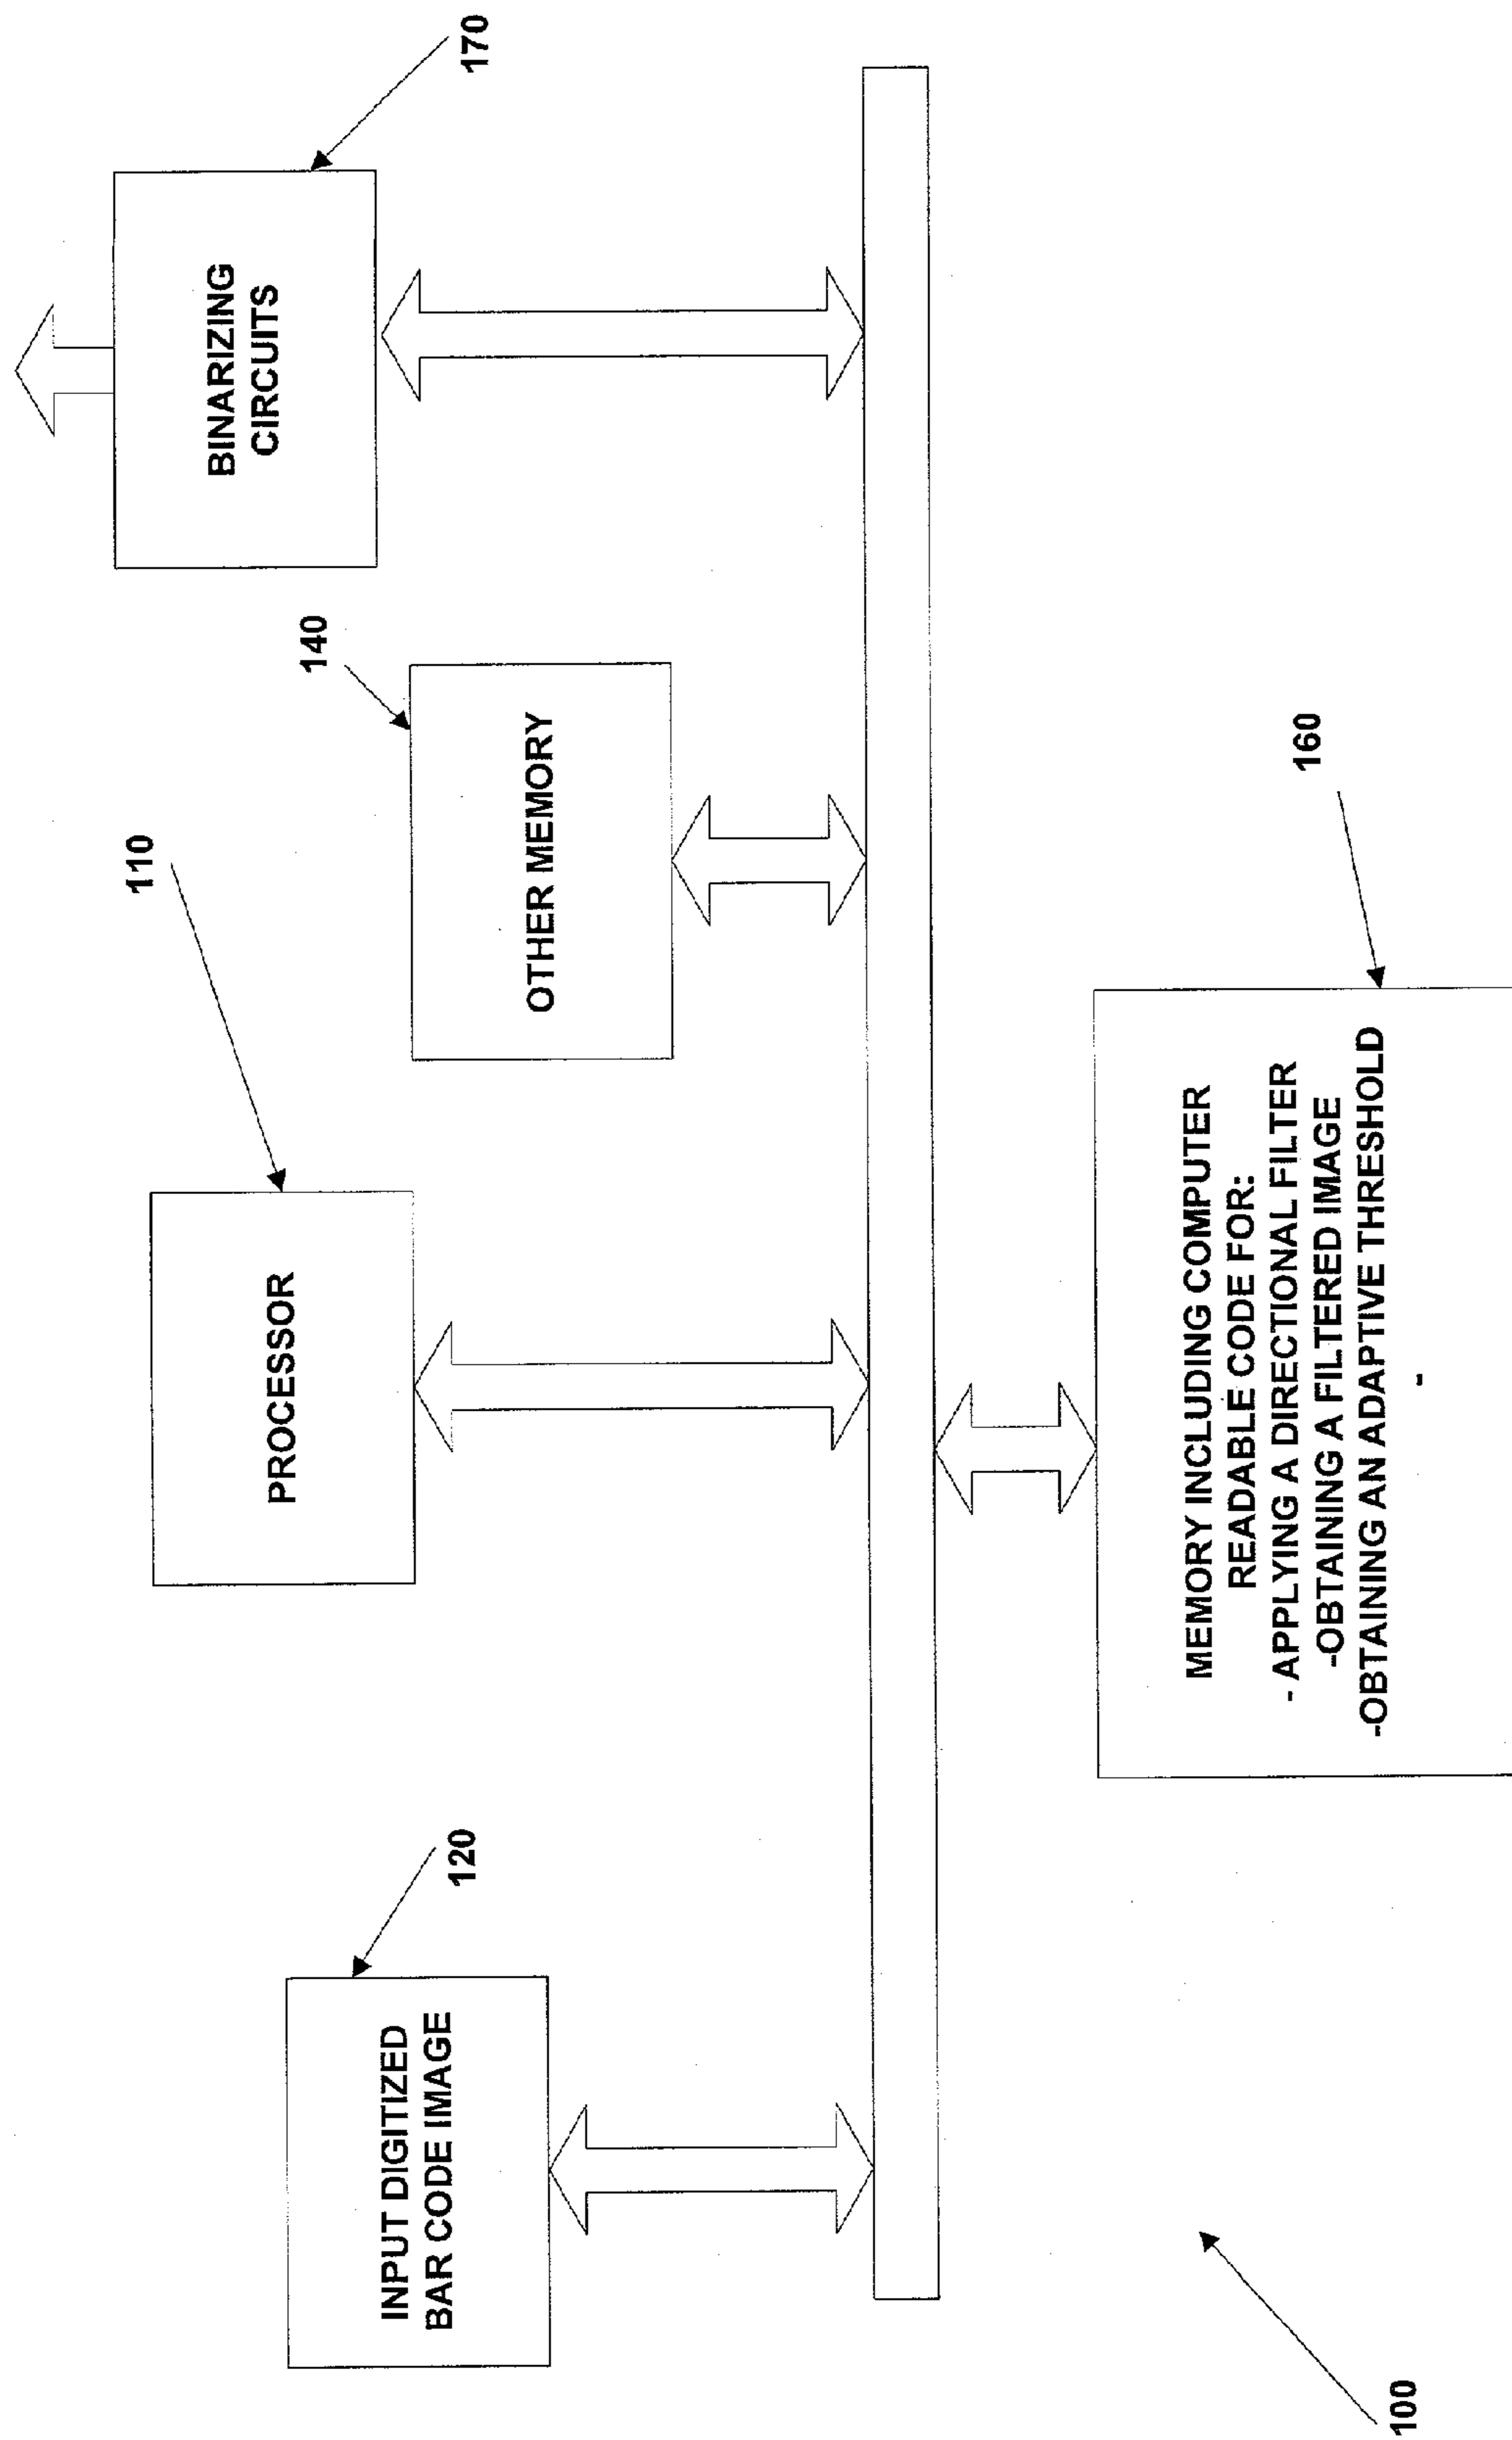 110
170
PROCESSOR
BINARIZING
CIRCUITS
140
120
INPUT DIGITIZED
BAR CODE IMAGE
OTHER MEMORY
160
MEMORY INCLUDING COMPUTER
READABLE CODE FOR:
- APPLYING A DIRECTIONAL FILTER
-OBTAINING A FILTERED IMAGE
-OBTAINING AN ADAPTIVE THRESHOLD
-
100